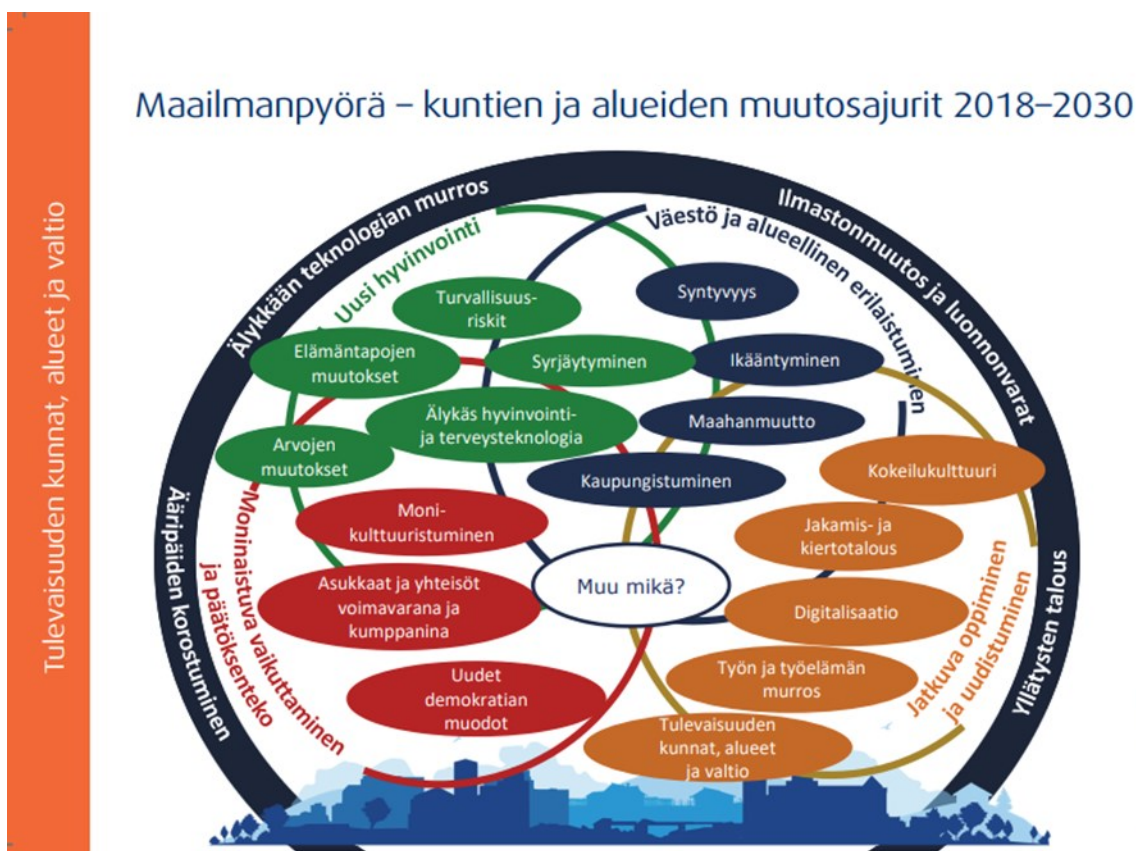 Tulevaisuuden kunnat, alueet ja valtio
Maailmanpyörä – kuntien ja alueiden muutosajurit 2018–2030
Älykkään teknologian murros
Ilmastonmuutos ja luonnonvarat
Ääripäiden korostuminen
Yllätysten talous
Uusi hyvinvointi
Väestö ja alueellinen erilaistuminen
Turvallisuus-
riskit
Syntyvyys
Elämäntapojen
muutokset
Syrjäytyminen
Ikääntyminen
Älykäs hyvinvointi-
ja terveysteknologia
Maahanmuutto
Arvojen
muutokset
Kaupungistuminen
Kokeilukulttuuri
Moninaistuva vaikuttaminen
ja päätöksenteko
Moni-
kulttuuristuminen
Jakamis- ja
kiertotalous
Asukkaat ja yhteisöt
voimavarana ja
kumppanina
Muu mikä?
Digitalisaatio
Jatkuva oppiminen
ja uudistuminen
Uudet
demokratian
muodot
Työn ja työelämän
murros
Tulevaisuuden
kunnat, alueet
ja valtio